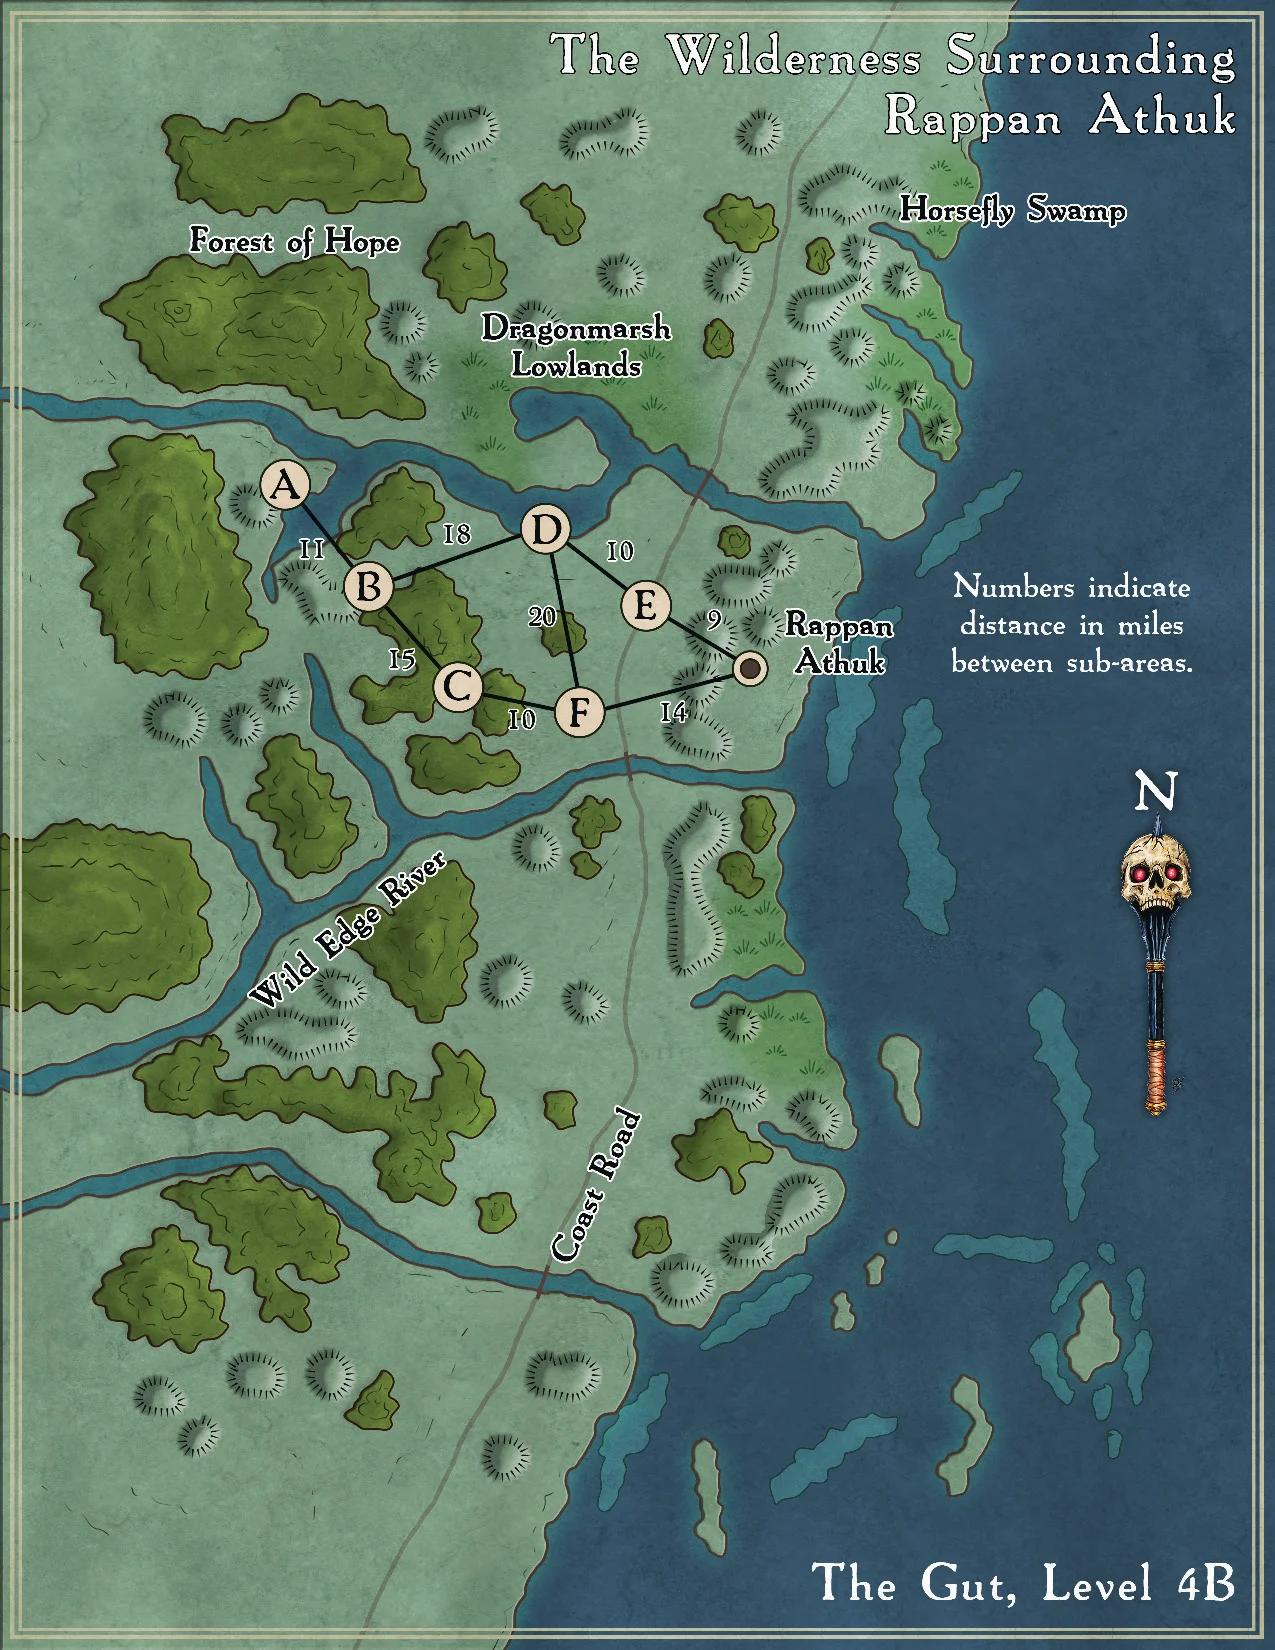 The Wilderness Surrounding
Rappan Athuk
Horsefly Swamp
Forest of Hope
Dragonmarsh
Lowlands
A
11
B
18
D
10
E
20
9
Rappan
Athuk
15
C
10
F
14
Numbers indicate
distance in miles
between sub-areas.
N
Wild Edge River
Coast Road
The Gut, Level 4B